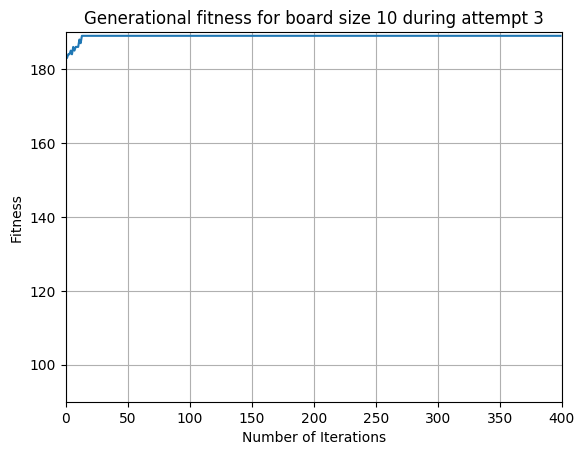 Generational fitness for board size 10 during attempt 3
180
160
140
120
100
Fitness
0 50 100 150 200 250 300 350 400
Number of Iterations